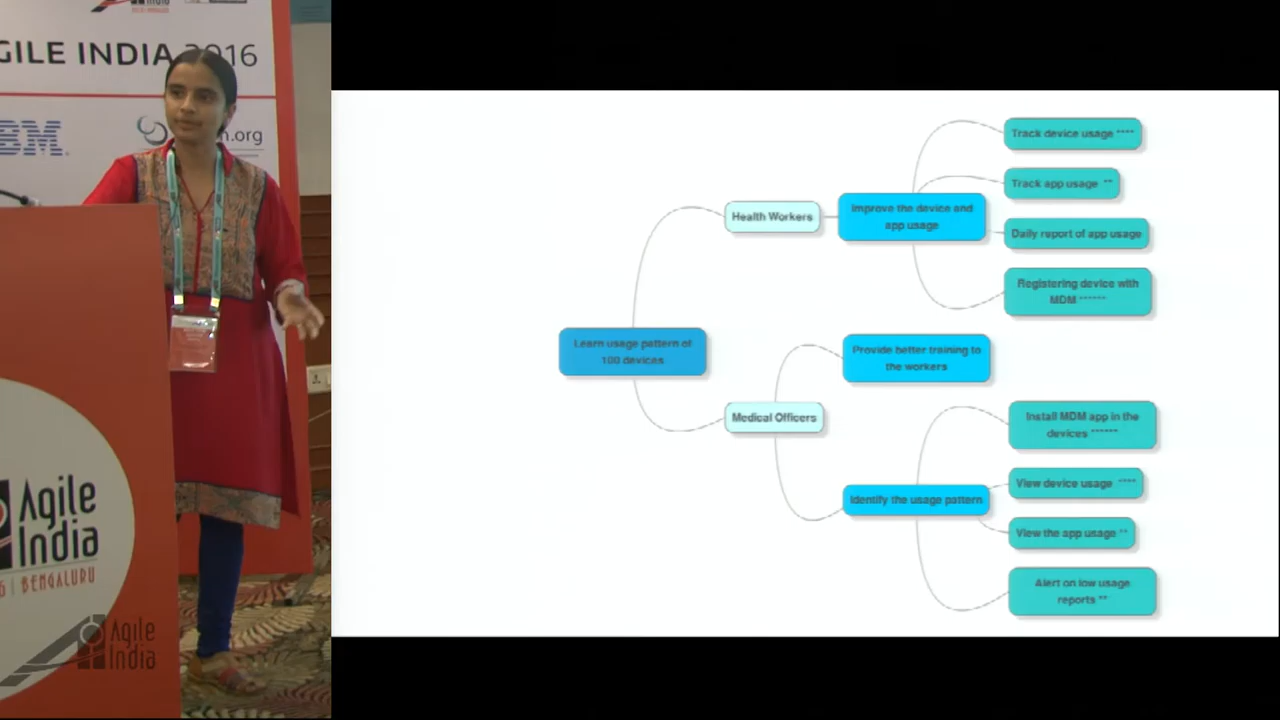 GILE INDIA 2016
IBM
n.org
Agile
India
6 | BENGALURU
Agile
India
Learn usage pattern of
100 devices
Health Workers
Improve the device and
app usage
Track device usage ****
Track app usage **
Daily report of app usage
Registering device with
MDM ******
Medical Officers
Provide better training to
the workers
Identify the usage pattern
Install MDM app in the
devices ******
View device usage ****
View the app usage **
Alert on low usage
reports **